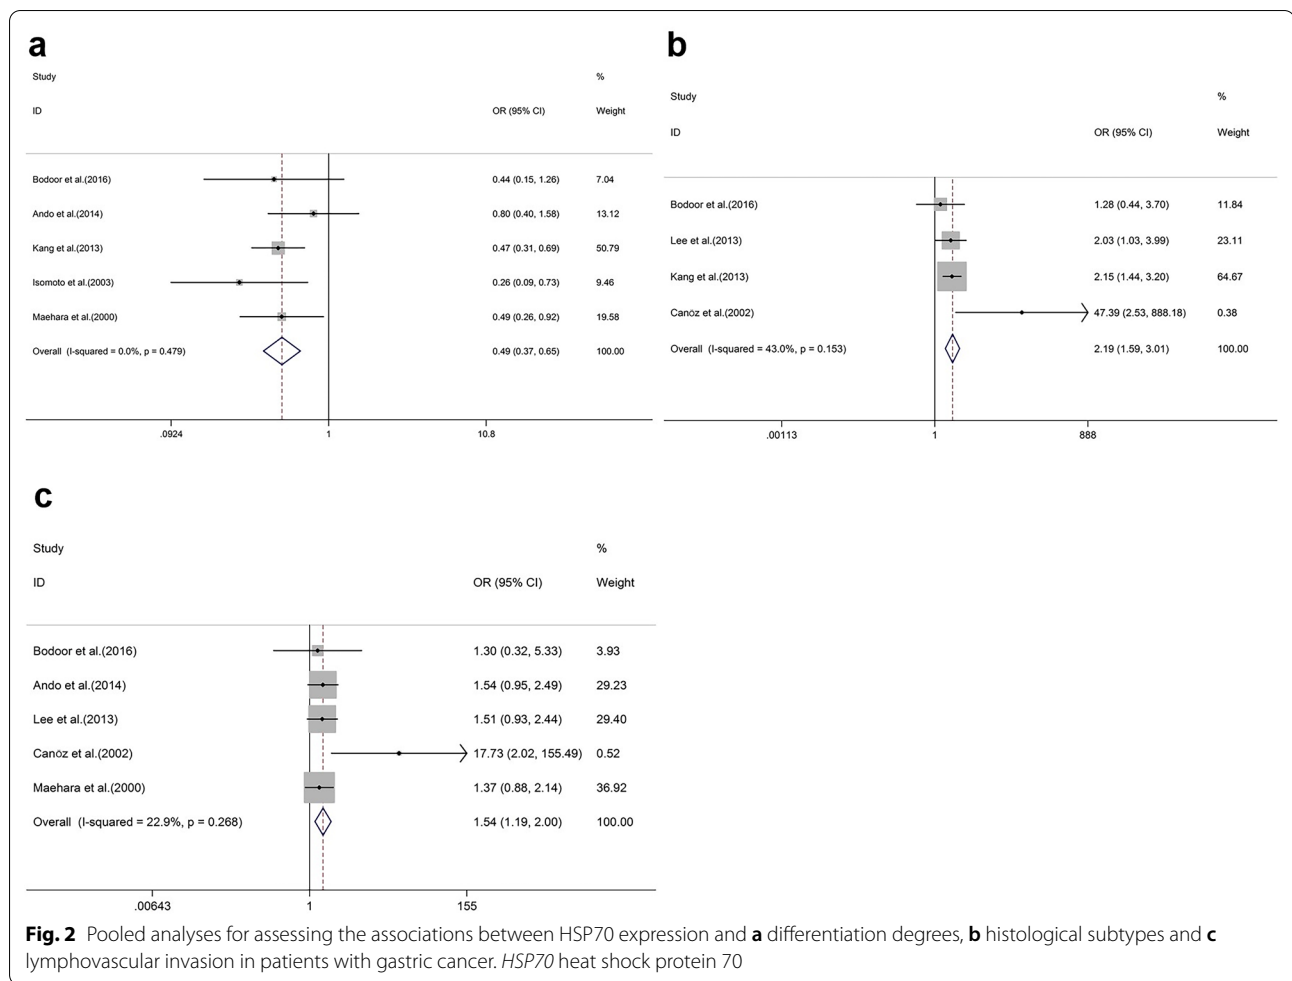 a
Study %
ID OR (95% CI) Weight
Bodoor et al.(2016) 0.44 (0.15, 1.26) 7.04
Ando et al.(2014) 0.80 (0.40, 1.58) 13.12
Kang et al.(2013) 0.47 (0.31, 0.69) 50.79
Isomoto et al.(2003) 0.26 (0.09, 0.73) 9.46
Maehara et al.(2000) 0.49 (0.26, 0.92) 19.58
Overall (I-squared = 0.0%, p = 0.479) 0.49 (0.37, 0.65) 100.00
.0924 1 10.8
b
Study %
ID OR (95% CI) Weight
Bodoor et al.(2016) 1.28 (0.44, 3.70) 11.84
Lee et al.(2013) 2.03 (1.03, 3.99) 23.11
Kang et al.(2013) 2.15 (1.44, 3.20) 64.67
Canöz et al.(2002) 47.39 (2.53, 888.18) 0.38
Overall (I-squared = 43.0%, p = 0.153) 2.19 (1.59, 3.01) 100.00
.00113 1 888
c
Study %
ID OR (95% CI) Weight
Bodoor et al.(2016) 1.30 (0.32, 5.33) 3.93
Ando et al.(2014) 1.54 (0.95, 2.49) 29.23
Lee et al.(2013) 1.51 (0.93, 2.44) 29.40
Canöz et al.(2002) 17.73 (2.02, 155.49) 0.52
Maehara et al.(2000) 1.37 (0.88, 2.14) 36.92
Overall (I-squared = 22.9%, p = 0.268) 1.54 (1.19, 2.00) 100.00
.00643 1 155
Fig. 2 Pooled analyses for assessing the associations between HSP70 expression and a differentiation degrees, b histological subtypes and c
lymphovascular invasion in patients with gastric cancer. HSP70 heat shock protein 70